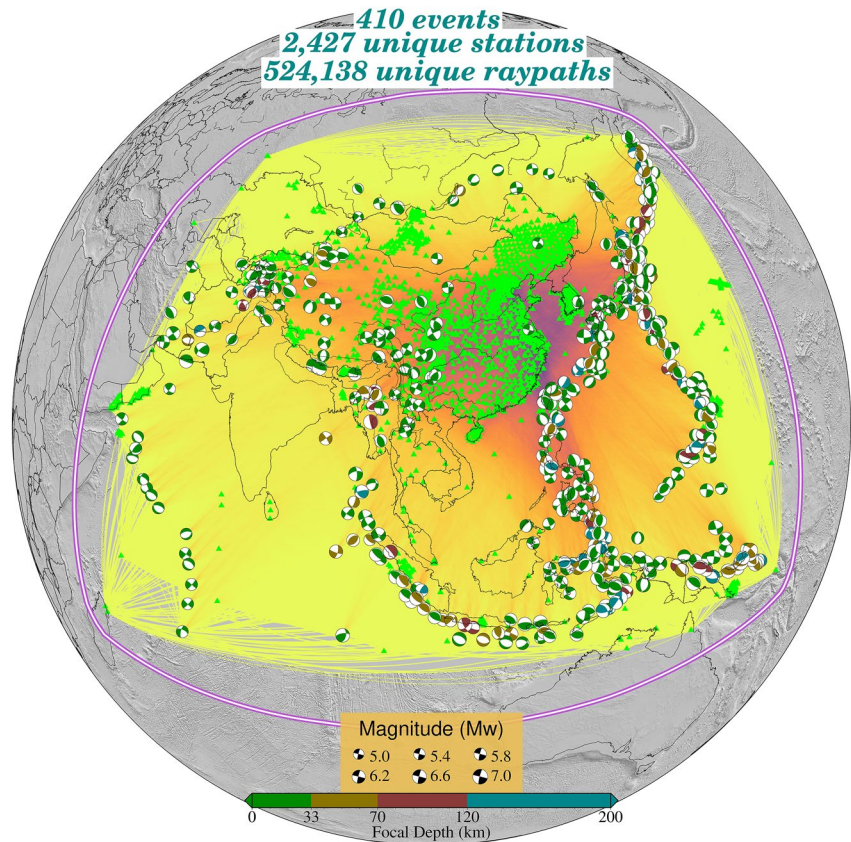 410 events
2,427 unique stations
524,138 unique raypaths
Magnitude (Mw)
5.0 5.4 5.8
6.2 6.6 7.0
0 33 70 120 200
Focal Depth (km)